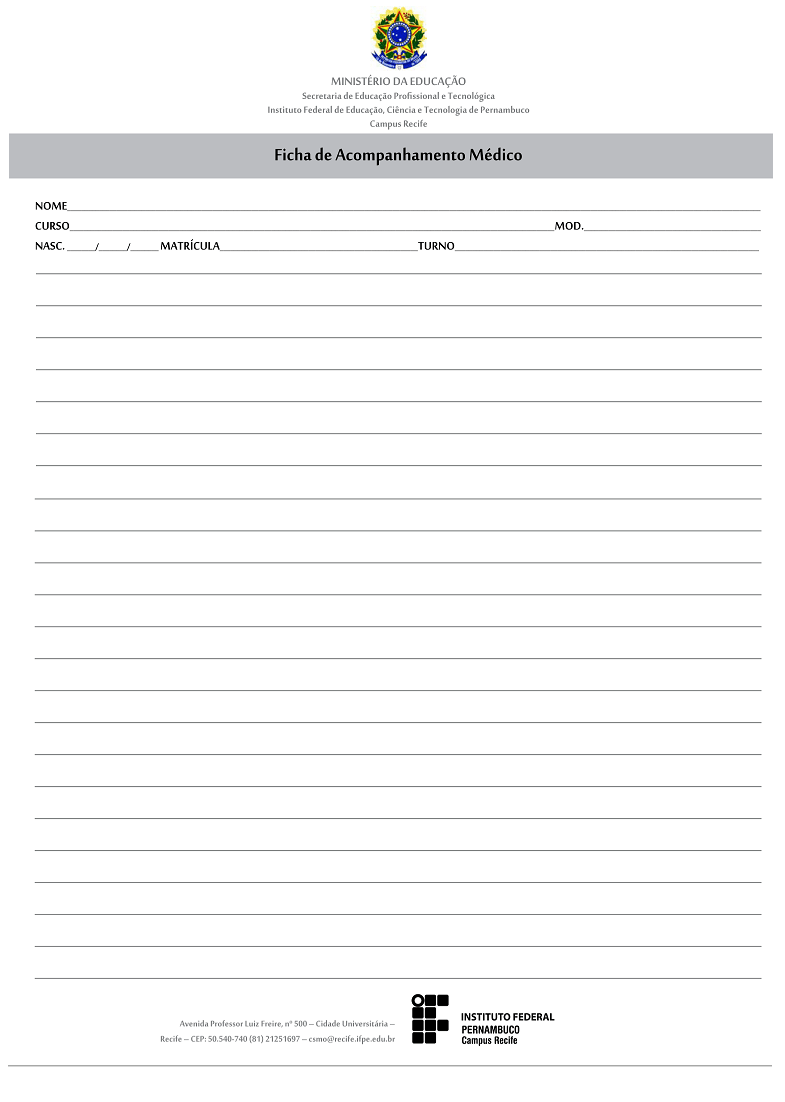 MINISTÉRIO DA EDUCAÇÃO
Secretaria de Educação Profissional e Tecnológica
Instituto Federal de Educação, Ciência e Tecnologia de Pernambuco
Campus Recife
Ficha de Acompanhamento Médico
NOME
CURSO MOD.
NASC. / / MATRÍCULA TURNO
Avenida Professor Luiz Freire, nº 500 – Cidade Universitária –
Recife – CEP: 50.540-740 (81) 21251697 – csmo@recife.ifpe.edu.br
INSTITUTO FEDERAL
PERNAMBUCO
Campus Recife